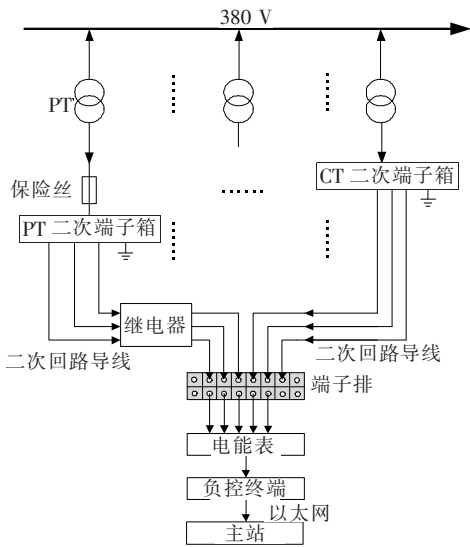 380 V
PT
CT 二次端子箱
保险丝
PT 二次端子箱
继电器
二次回路导线
二次回路导线
端子排
电能表
负控终端
以太网
主站